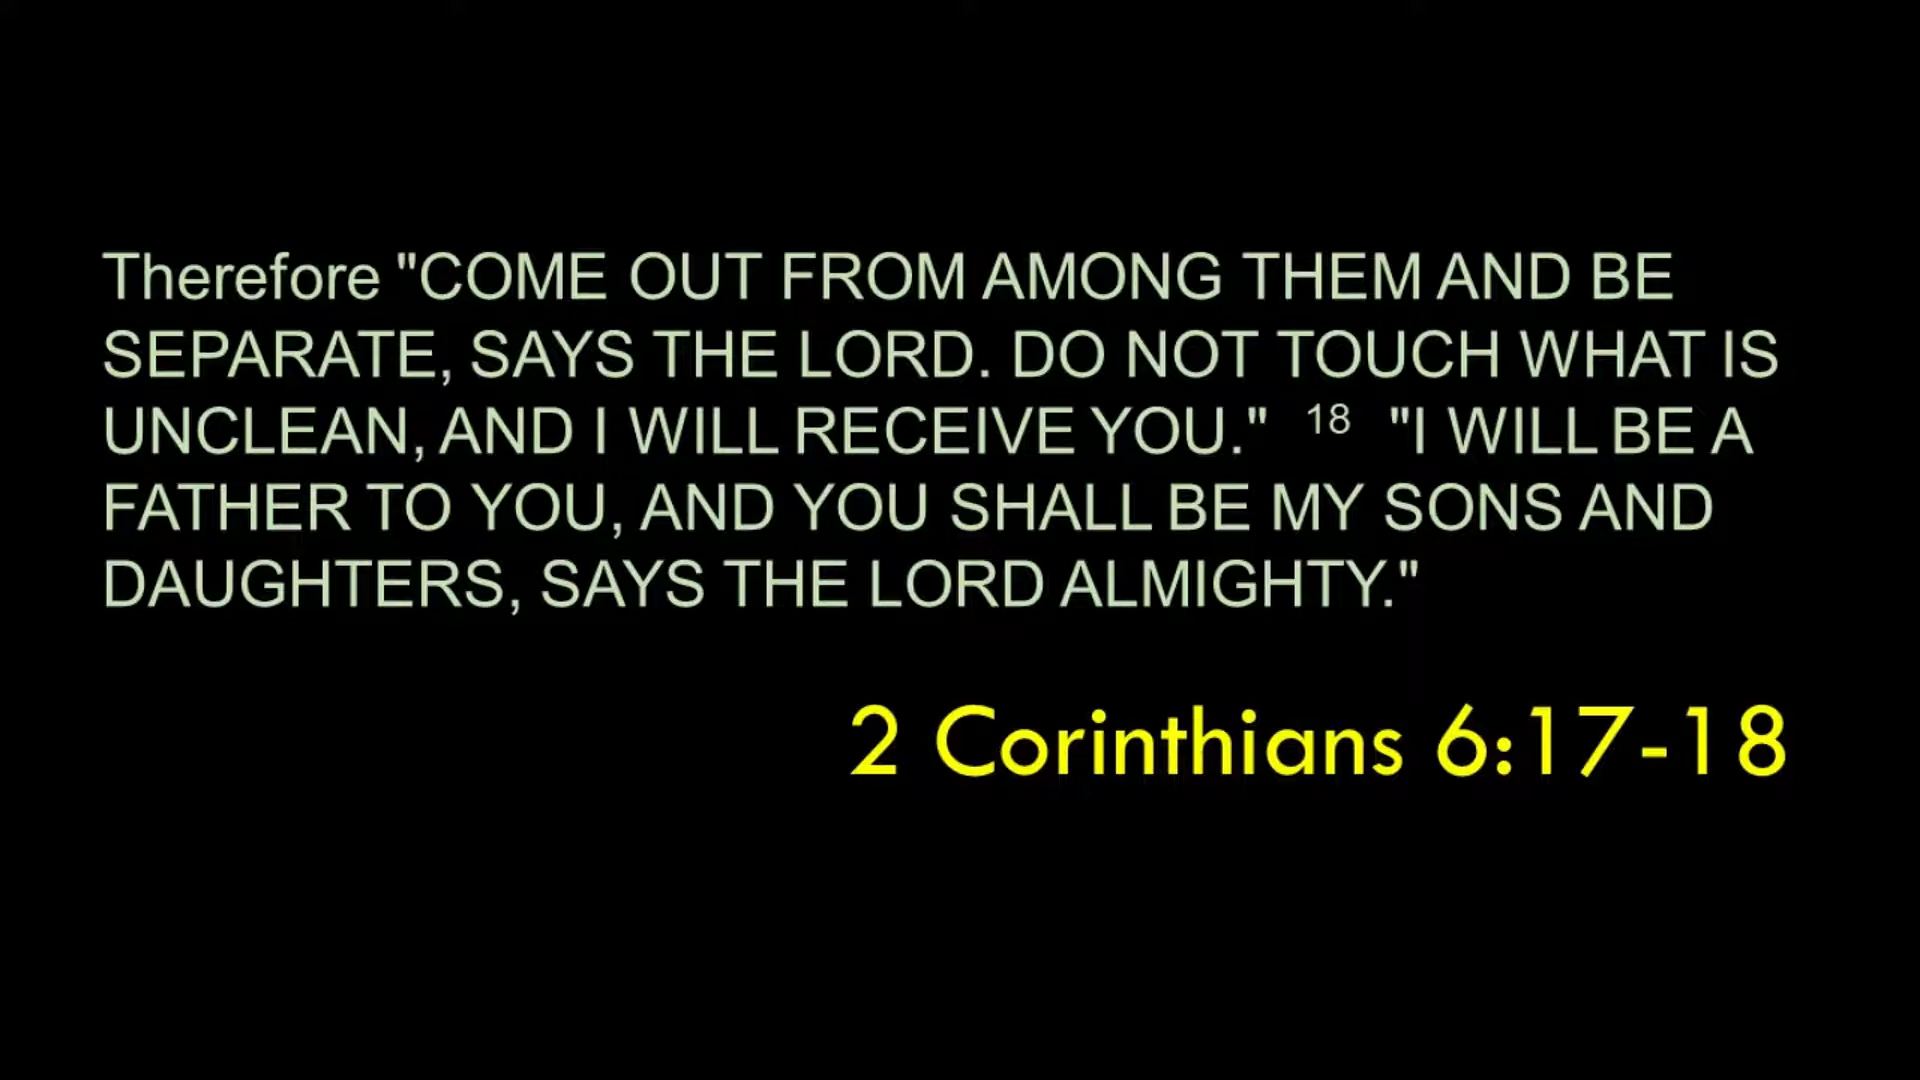 Therefore "COME OUT FROM AMONG THEM AND BE
SEPARATE, SAYS THE LORD. DO NOT TOUCH WHAT IS
UNCLEAN, AND I WILL RECEIVE YOU." 18 "I WILL BE A
FATHER TO YOU, AND YOU SHALL BE MY SONS AND
DAUGHTERS, SAYS THE LORD ALMIGHTY."
2 Corinthians 6:17-18